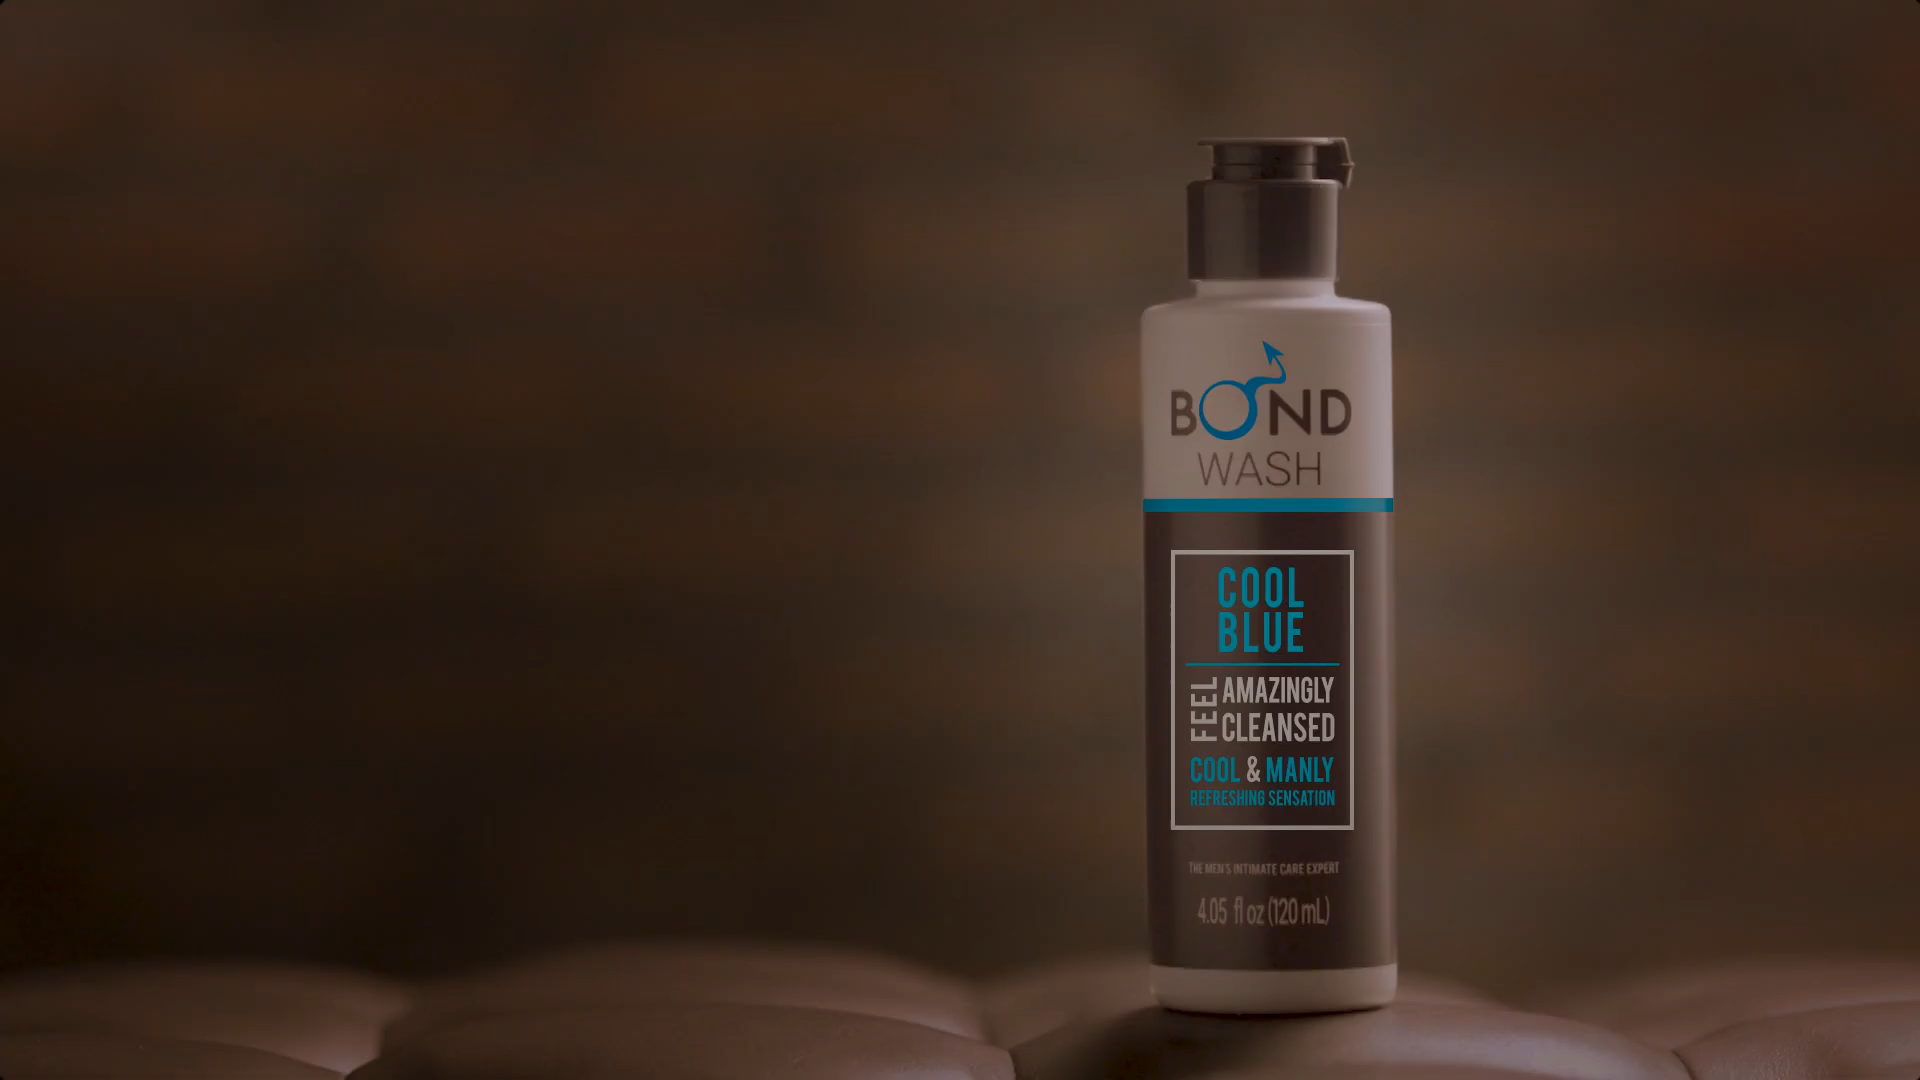 BOND
WASH
COOL
BLUE
FEEL
AMAZINGLY
CLEANSED
COOL & MANLY
REFRESHING SENSATION
THE MEN'S INTIMATE CARE EXPERT
4.05 fl oz (120 mL)